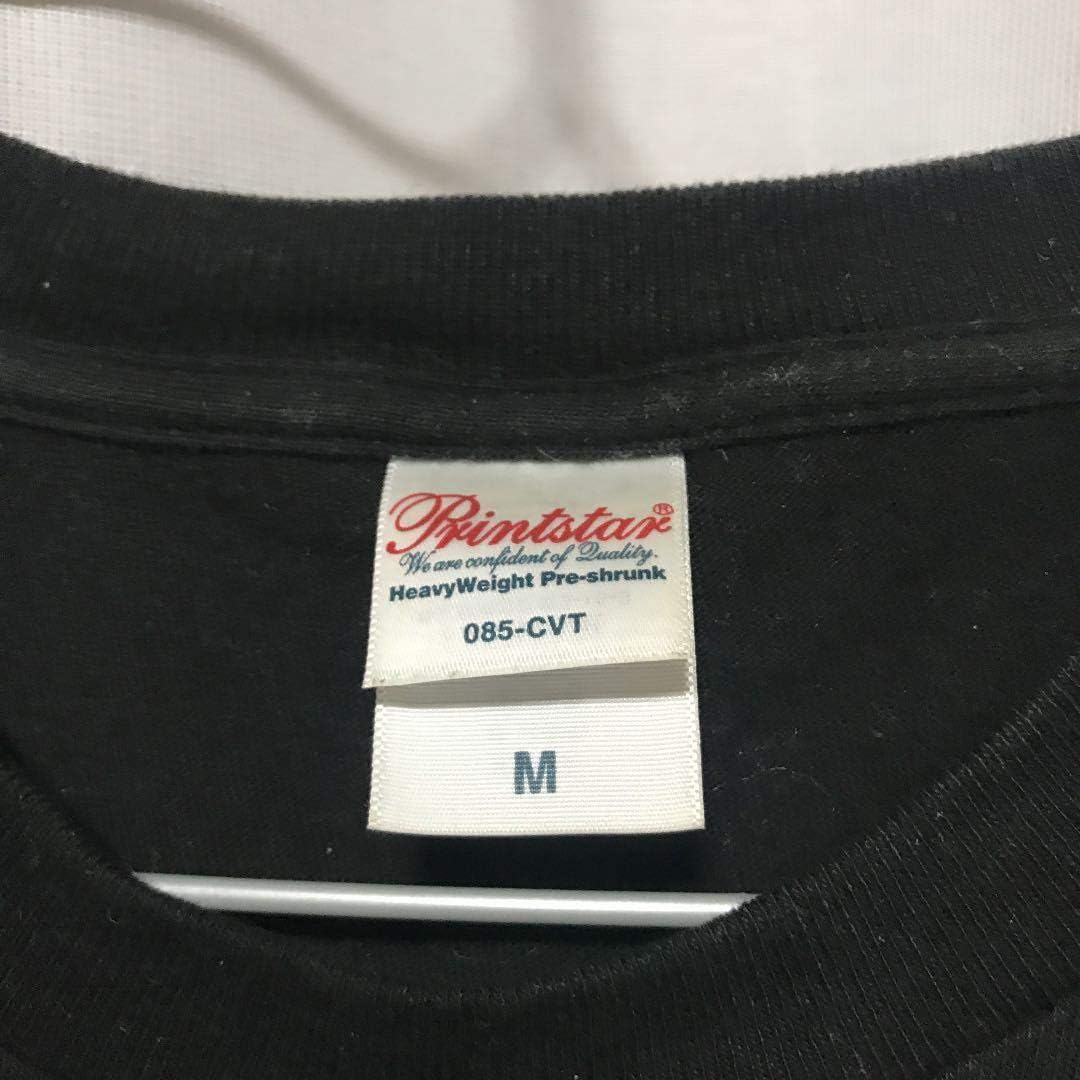 Printstar®
We are confident of Quality.
HeavyWeight Pre-shrunk
085-CVT
M